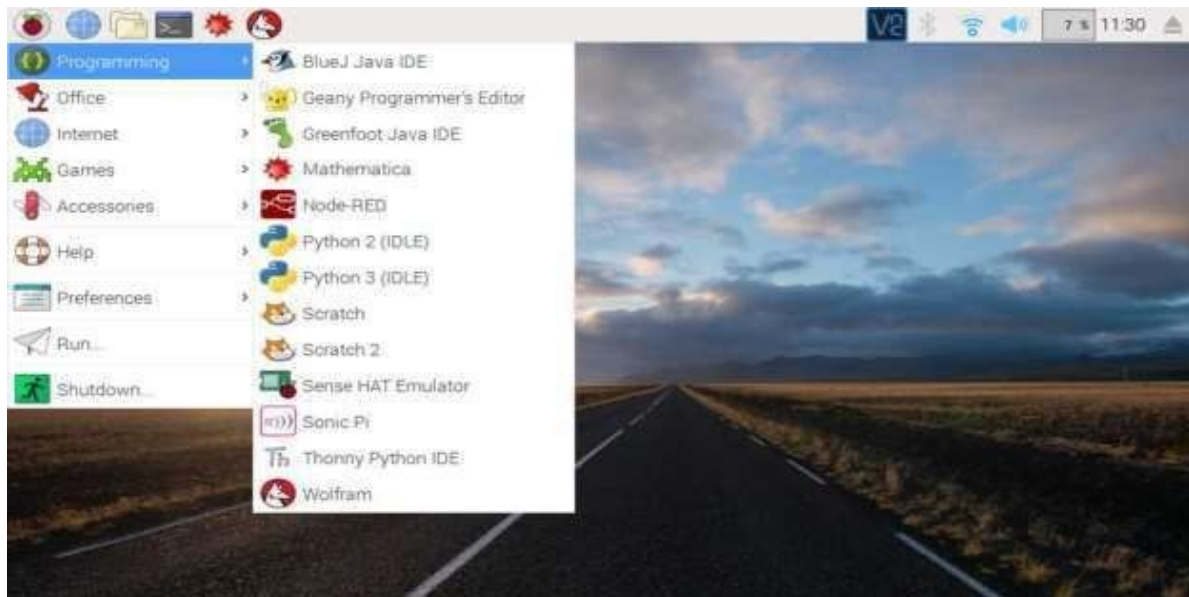 V2
7 %
11:30
Programming
Office
Internet
Games
Accessories
Help
Preferences
Run...
Shutdown...
BlueJ Java IDE
Geany Programmer's Editor
Greenfoot Java IDE
Mathematica
Node-RED
Python 2 (IDLE)
Python 3 (IDLE)
Scratch
Scratch 2
Sense HAT Emulator
Sonic Pi
Th Thonny Python IDE
Wolfram